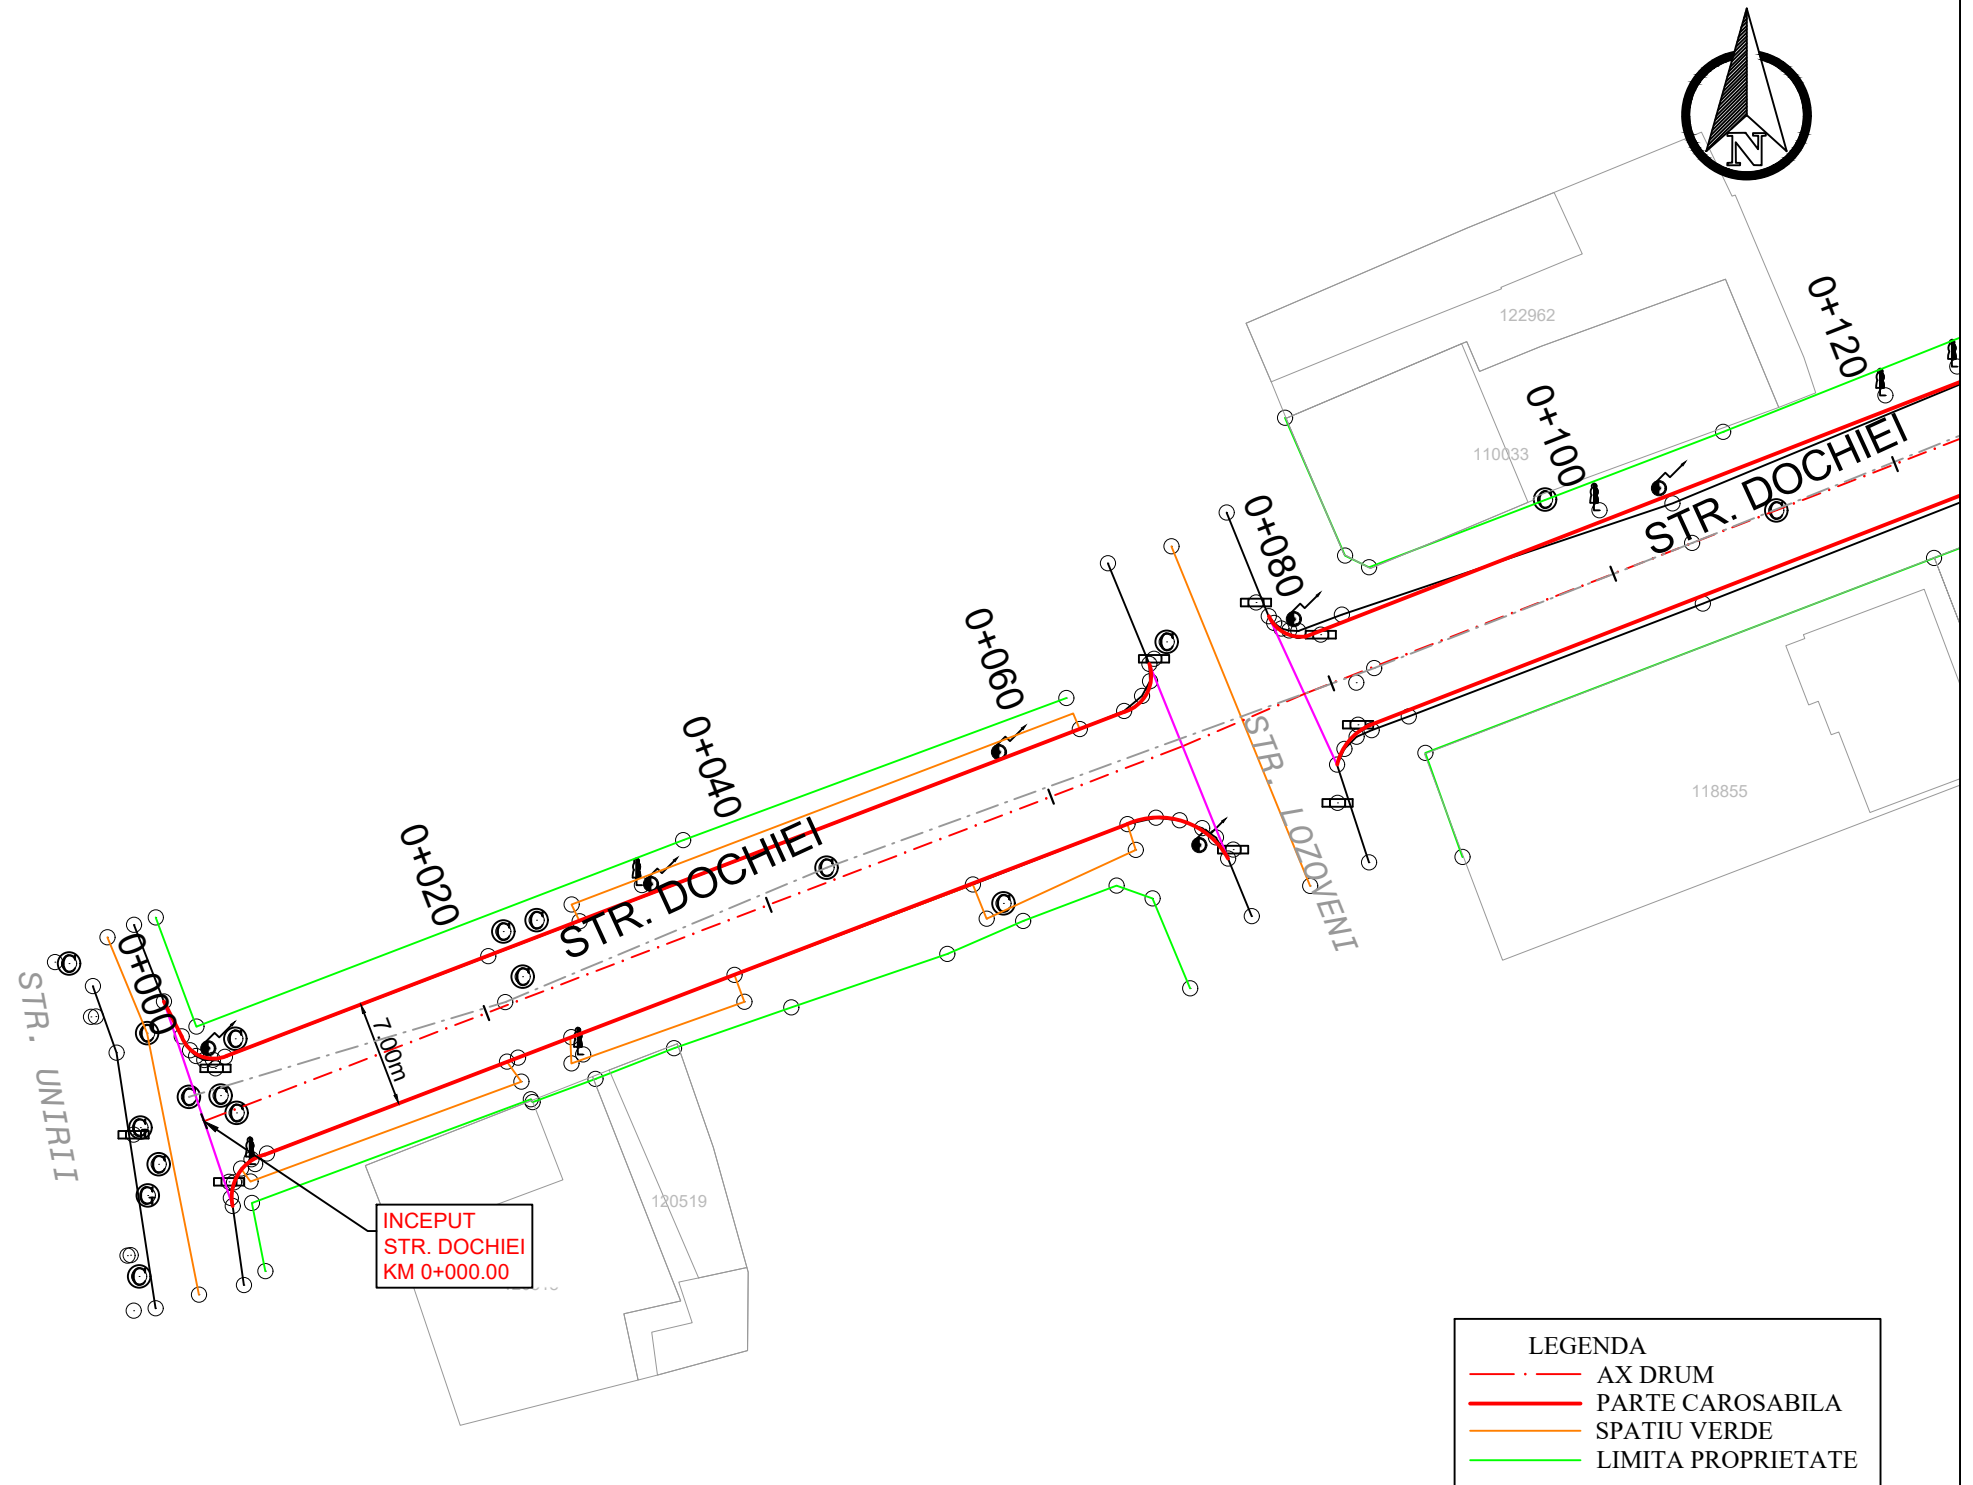 N
122962
0+120
110033
0+100
STR. DOCHIEI
0+080
0+060
STR. LOZOVENI
118855
0+040
STR. DOCHIEI
0+020
0+000
7.00m
STR. UNIRII
120519
INCEPUT
STR. DOCHIEI
KM 0+000.00
LEGENDA
AX DRUM
PARTE CAROSABILA
SPATIU VERDE
LIMITA PROPRIETATE